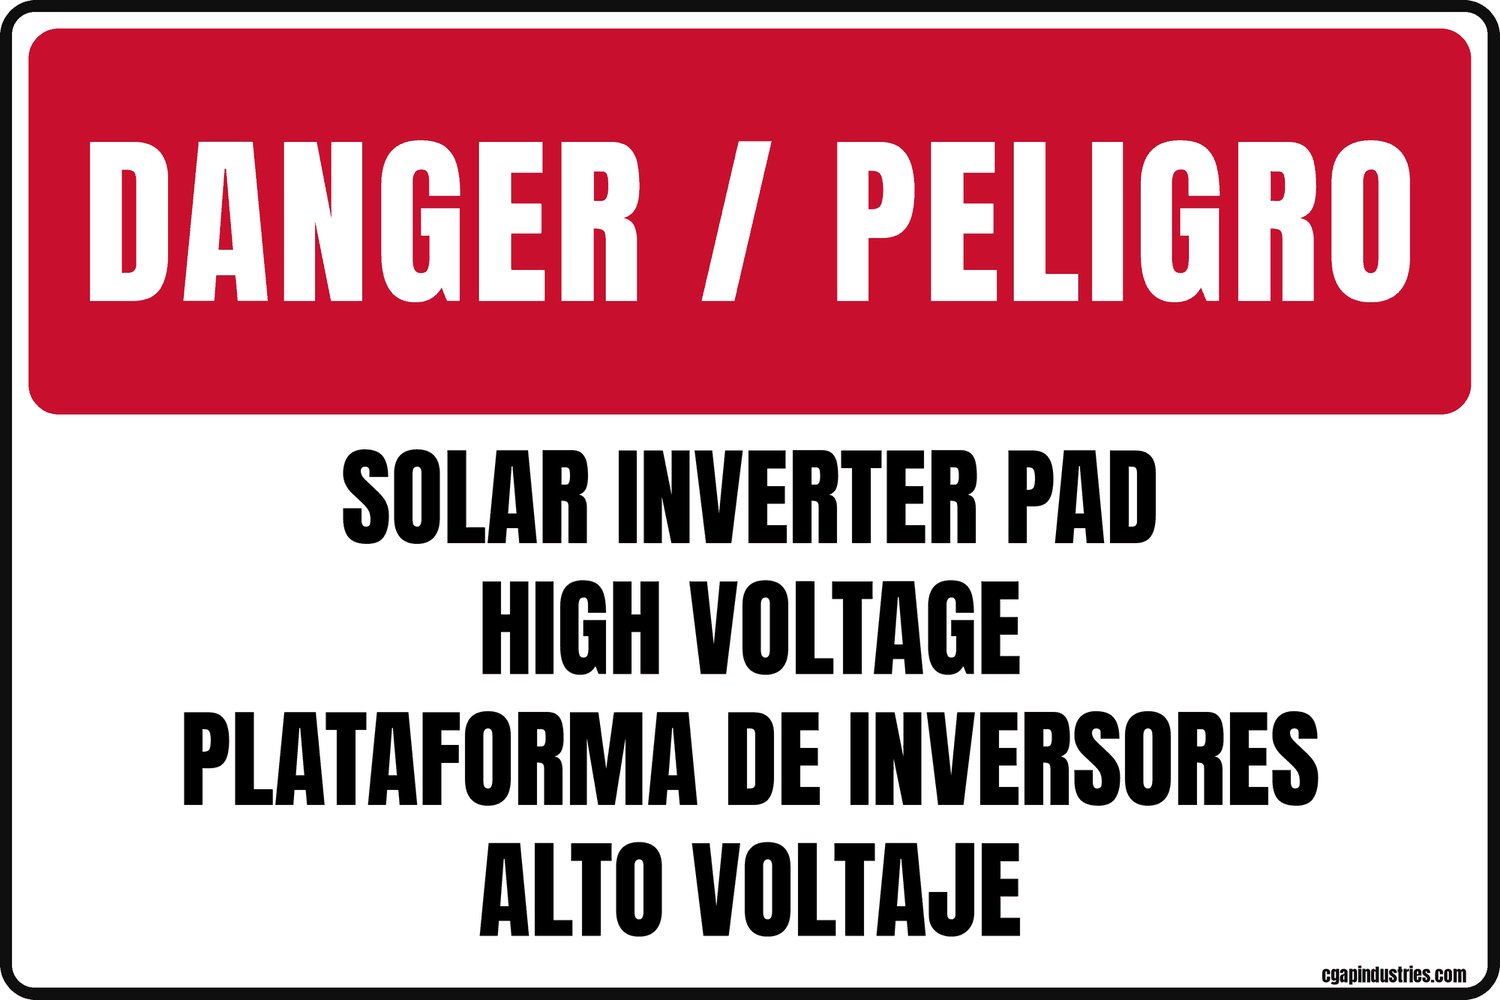 DANGER / PELIGRO
SOLAR INVERTER PAD
HIGH VOLTAGE
PLATAFORMA DE INVERSORES
ALTO VOLTAJE
cgapindustries.com